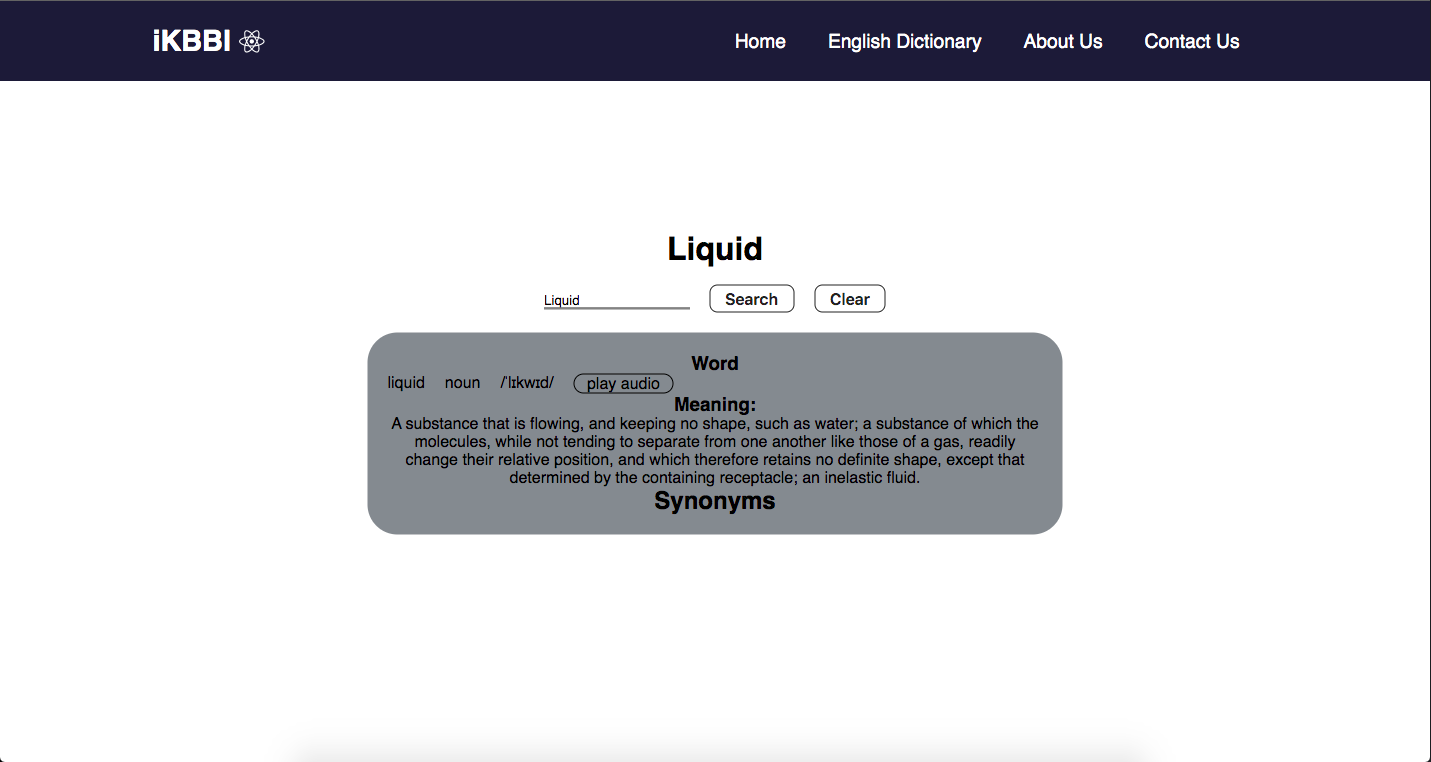 iKBBI
Home English Dictionary About Us Contact Us
Liquid
Liquid Search Clear
Word
liquid noun /ˈlɪkwɪd/ play audio
Meaning:
A substance that is flowing, and keeping no shape, such as water; a substance of which the
molecules, while not tending to separate from one another like those of a gas, readily
change their relative position, and which therefore retains no definite shape, except that
determined by the containing receptacle; an inelastic fluid.
Synonyms